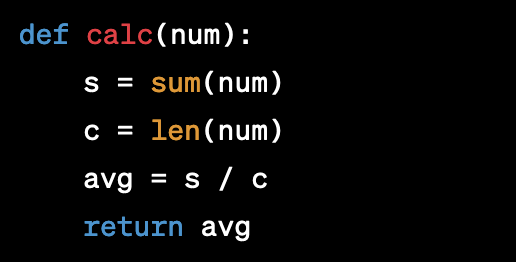 def calc(num):
    s = sum(num)
    c = len(num)
    avg = s / c
    return avg